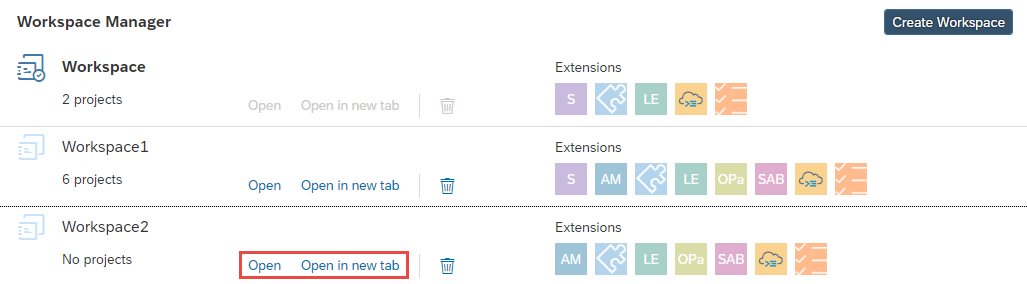 Workspace Manager
Create Workspace
Workspace
Extensions
2 projects
Open Open in new tab
S LE
Workspace1
Extensions
6 projects
Open Open in new tab
S AM LE OPa SAB
Workspace2
Extensions
No projects
Open Open in new tab
AM LE OPa SAB